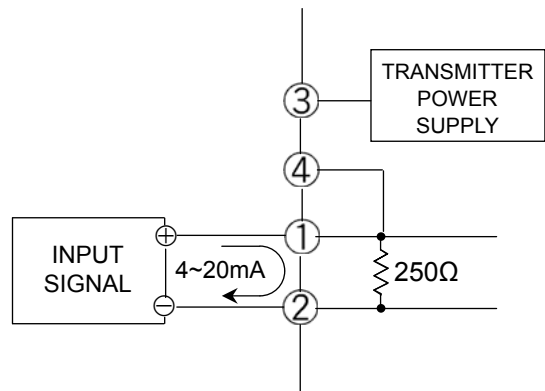 TRANSMITTER
POWER
SUPPLY
③
④
①
②
⊕
⊖
INPUT
SIGNAL
4~20mA
250Ω